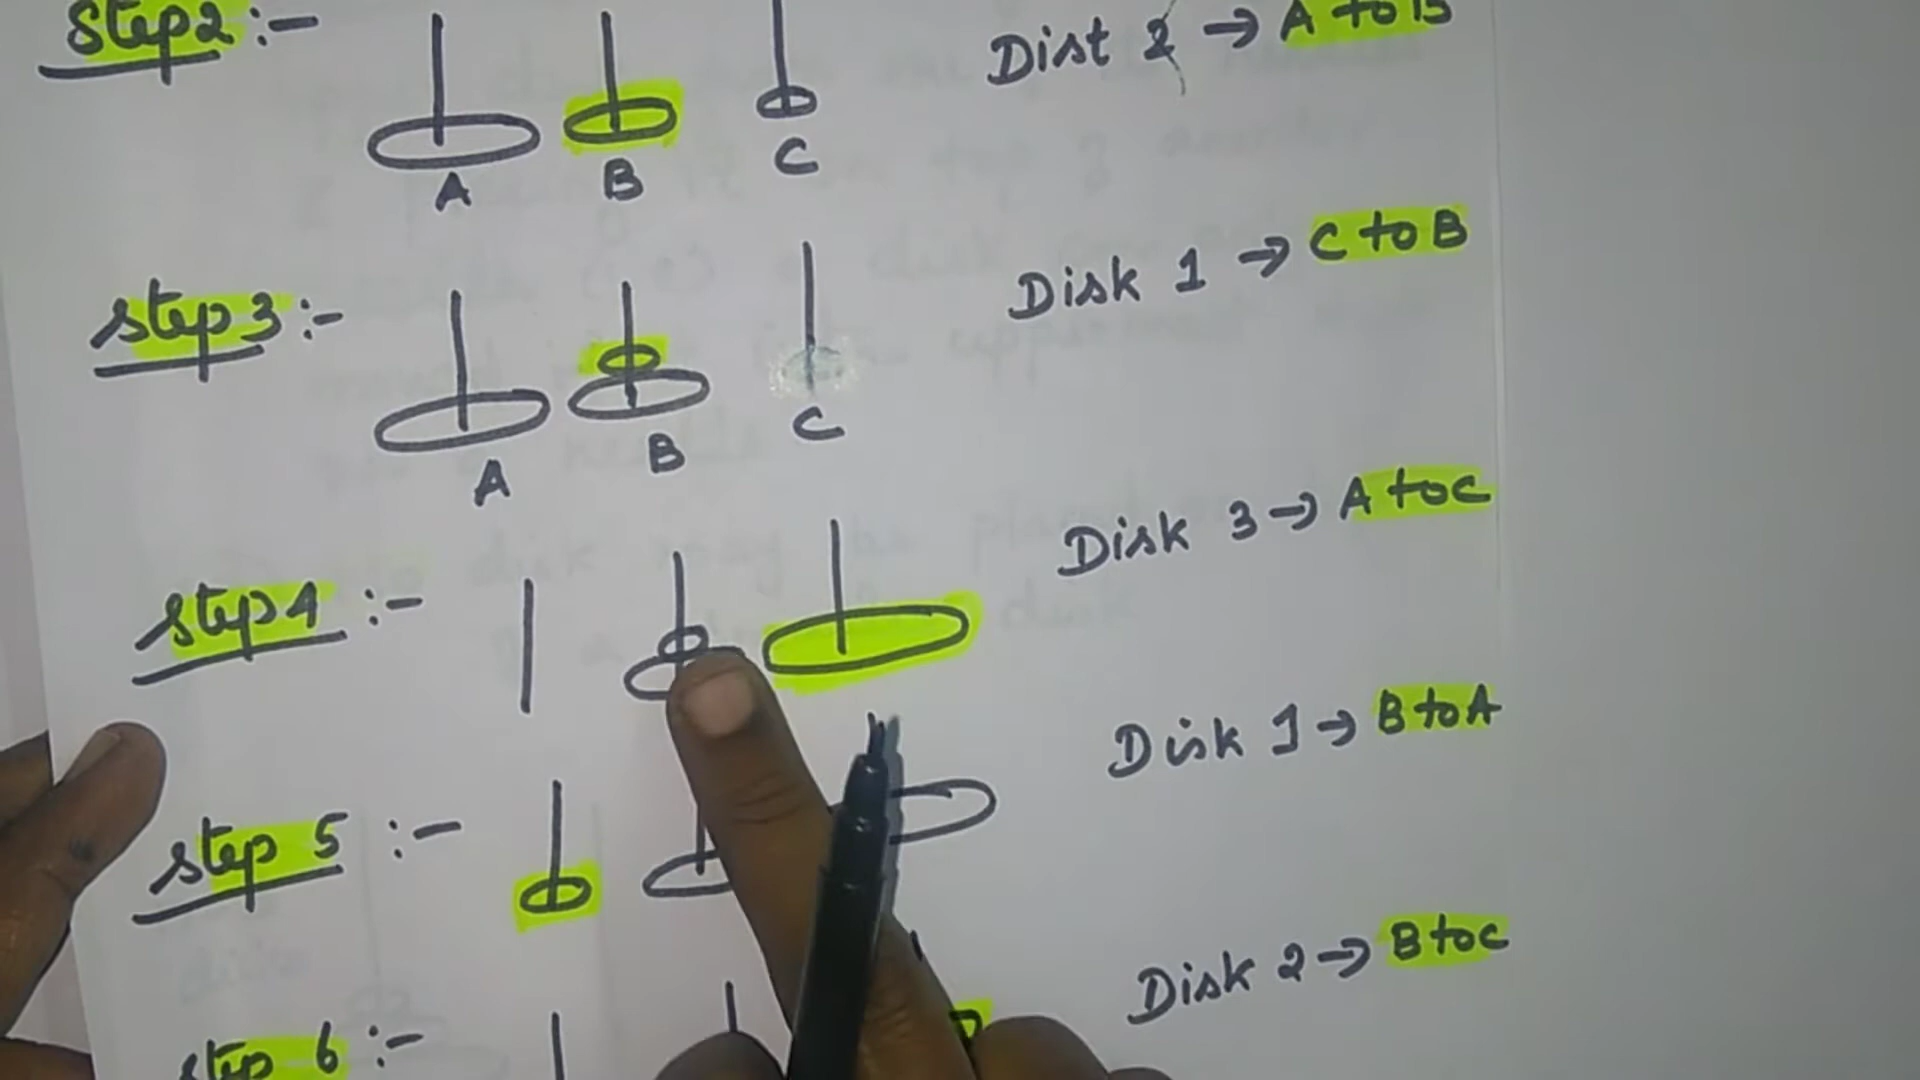 Step2:-
Dist 2 → A to B
A B C
Step3:-
Disk 1 → C to B
A B C
Step4 :-
Disk 3 → A to C
Step 5 :-
Disk 1 → B to A
Step 6 :-
Disk 2 → B to C